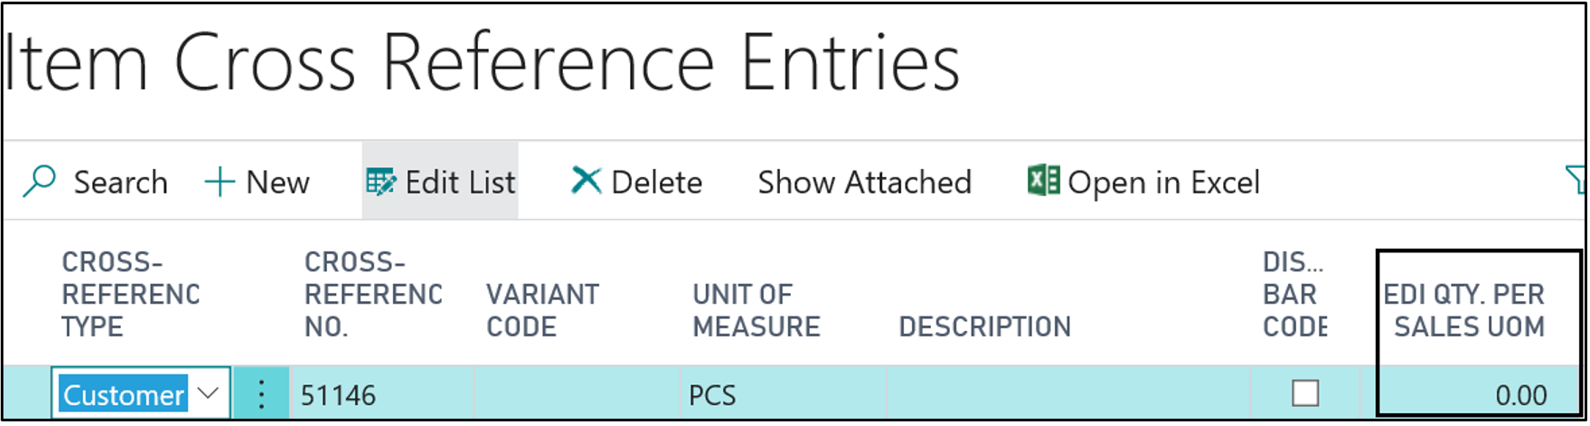 Item Cross Reference Entries
Search New Edit List Delete Show Attached Open in Excel
CROSS- CROSS- DIS...
REFERENC REFERENC VARIANT UNIT OF BAR EDI QTY. PER
TYPE NO. CODE MEASURE DESCRIPTION CODE SALES UOM
Customer 51146 PCS 0.00